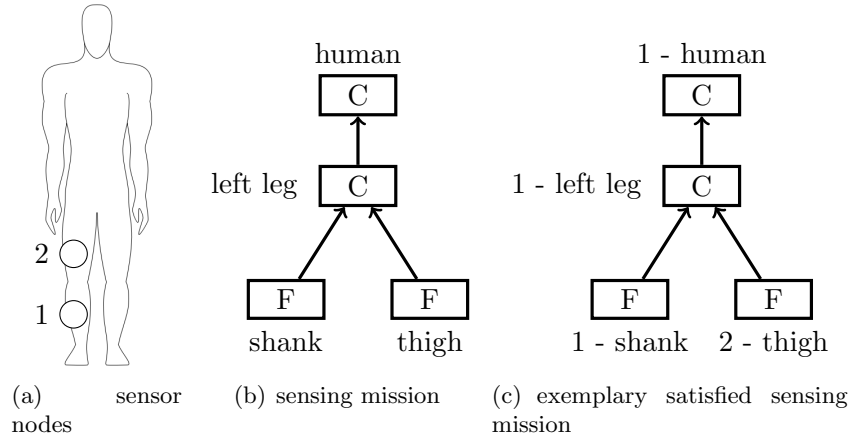 2
1
(a) sensor
nodes
human
C
left leg
C
F
F
shank
thigh
(b) sensing mission
1 - human
C
1 - left leg
C
F
F
1 - shank
2 - thigh
(c) exemplary satisfied sensing
mission